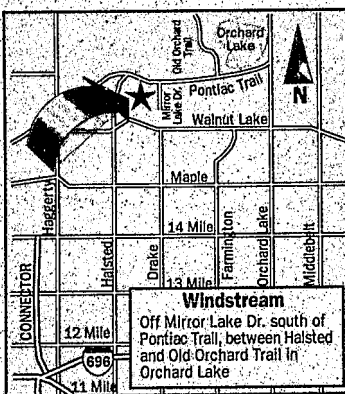 Old Orchard
Trail
Orchard
Lake
N
Mirror
Lake Dr.
Pontiac Trail
Walnut Lake
Maple
Haggerty
14 Mile
Halsted
Drake
Farmington
Orchard Lake
Middlebelt
13 Mile
CONNECTOR
12 Mile
696
11 Mile
Windstream
Off Mirror Lake Dr. south of
Pontiac Trail, between Halsted
and Old Orchard Trail in
Orchard Lake